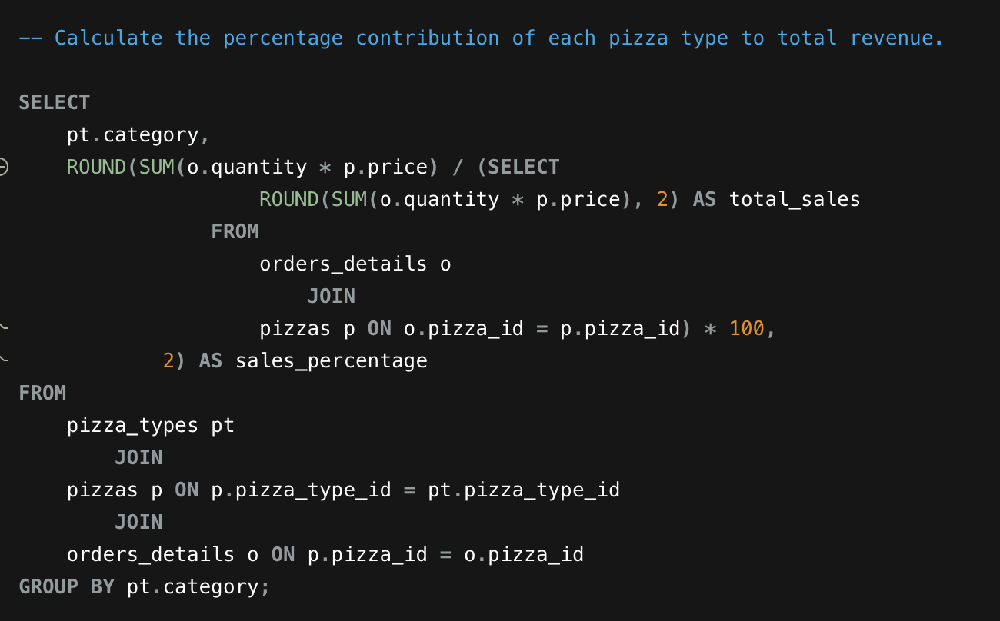 -- Calculate the percentage contribution of each pizza type to total revenue.
SELECT
pt.category,
ROUND(SUM(o.quantity * p.price) / (SELECT
ROUND(SUM(o.quantity * p.price), 2) AS total_sales
FROM
orders_details o
JOIN
pizzas p ON o.pizza_id = p.pizza_id) * 100,
2) AS sales_percentage
FROM
pizza_types pt
JOIN
pizzas p ON p.pizza_type_id = pt.pizza_type_id
JOIN
orders_details o ON p.pizza_id = o.pizza_id
GROUP BY pt.category;